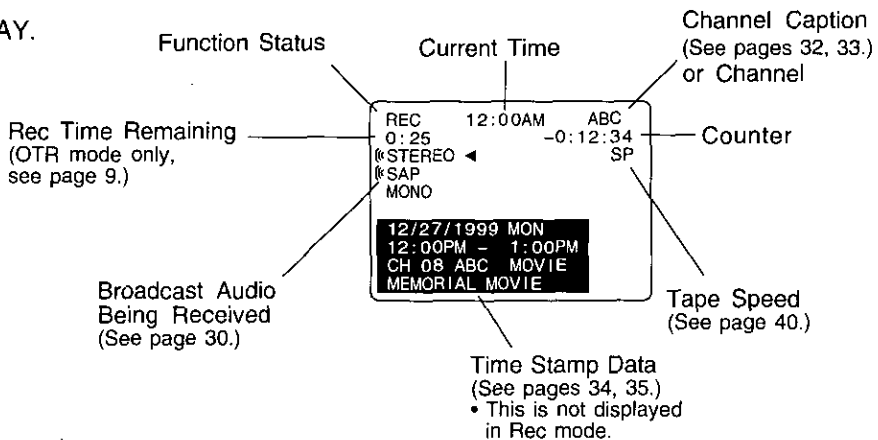 AY.
Function Status
Current Time
Channel Caption
(See pages 32, 33.)
or Channel
Rec Time Remaining
(OTR mode only,
see page 9.)
REC 12:00AM ABC
0:25 -0:12:34
STEREO ◄ SP
SAP
MONO
Counter
12/27/1999 MON
12:00PM - 1:00PM
CH 08 ABC MOVIE
MEMORIAL MOVIE
Broadcast Audio
Being Received
(See page 30.)
Tape Speed
(See page 40.)
Time Stamp Data
(See pages 34, 35.)
• This is not displayed
in Rec mode.